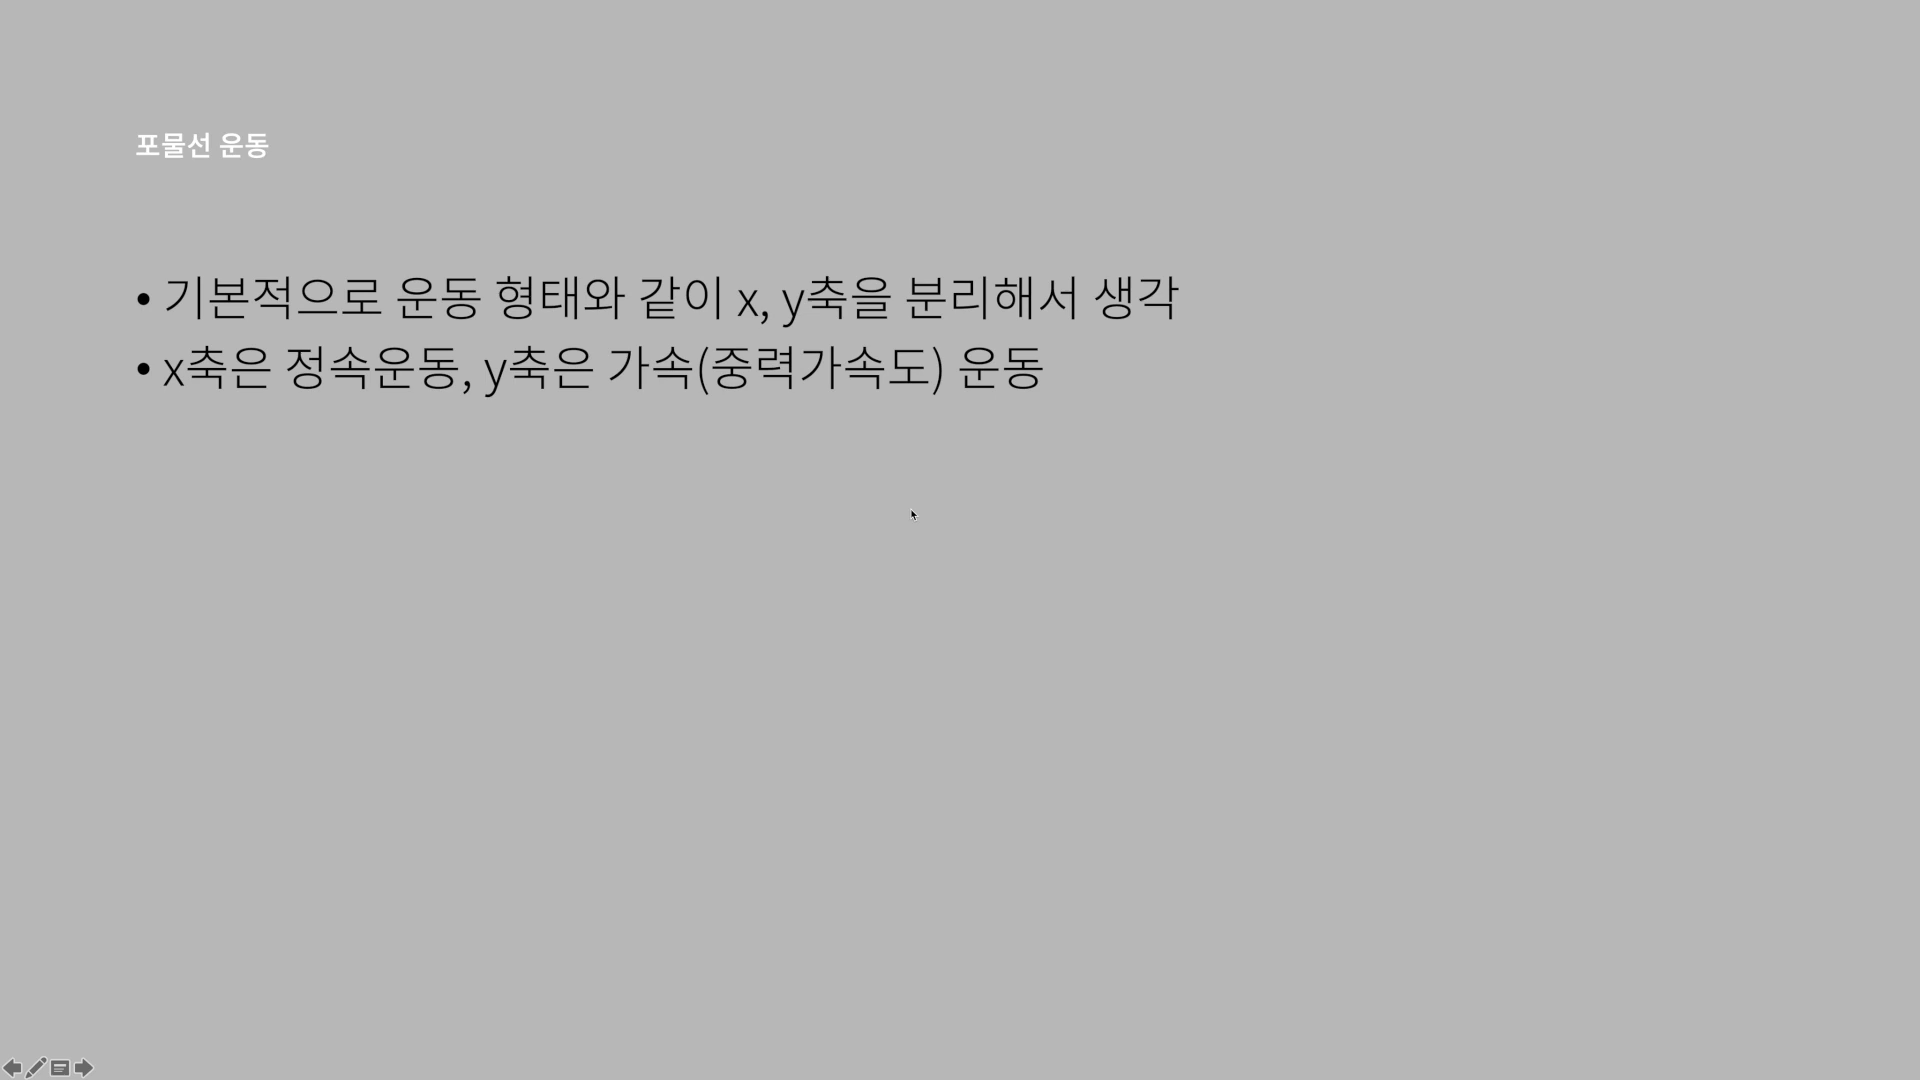 포물선 운동
• 기본적으로 운동 형태와 같이 x, y축을 분리해서 생각
• x축은 정속운동, y축은 가속(중력가속도) 운동